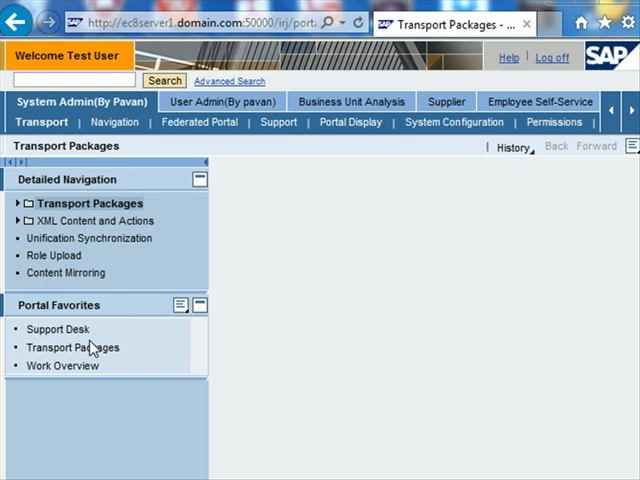 http://ec8server1.domain.com:50000/irj/port
SAP Transport Packages - ...
Welcome Test User
Help | Log off
SAP
Search
Advanced Search
System Admin(By Pavan)
User Admin(By pavan)
Business Unit Analysis
Supplier
Employee Self-Service
Transport | Navigation | Federated Portal | Support | Portal Display | System Configuration | Permissions |
Transport Packages
| History
Back Forward
Detailed Navigation
Transport Packages
XML Content and Actions
Unification Synchronization
Role Upload
Content Mirroring
Portal Favorites
Support Desk
Transport Packages
Work Overview